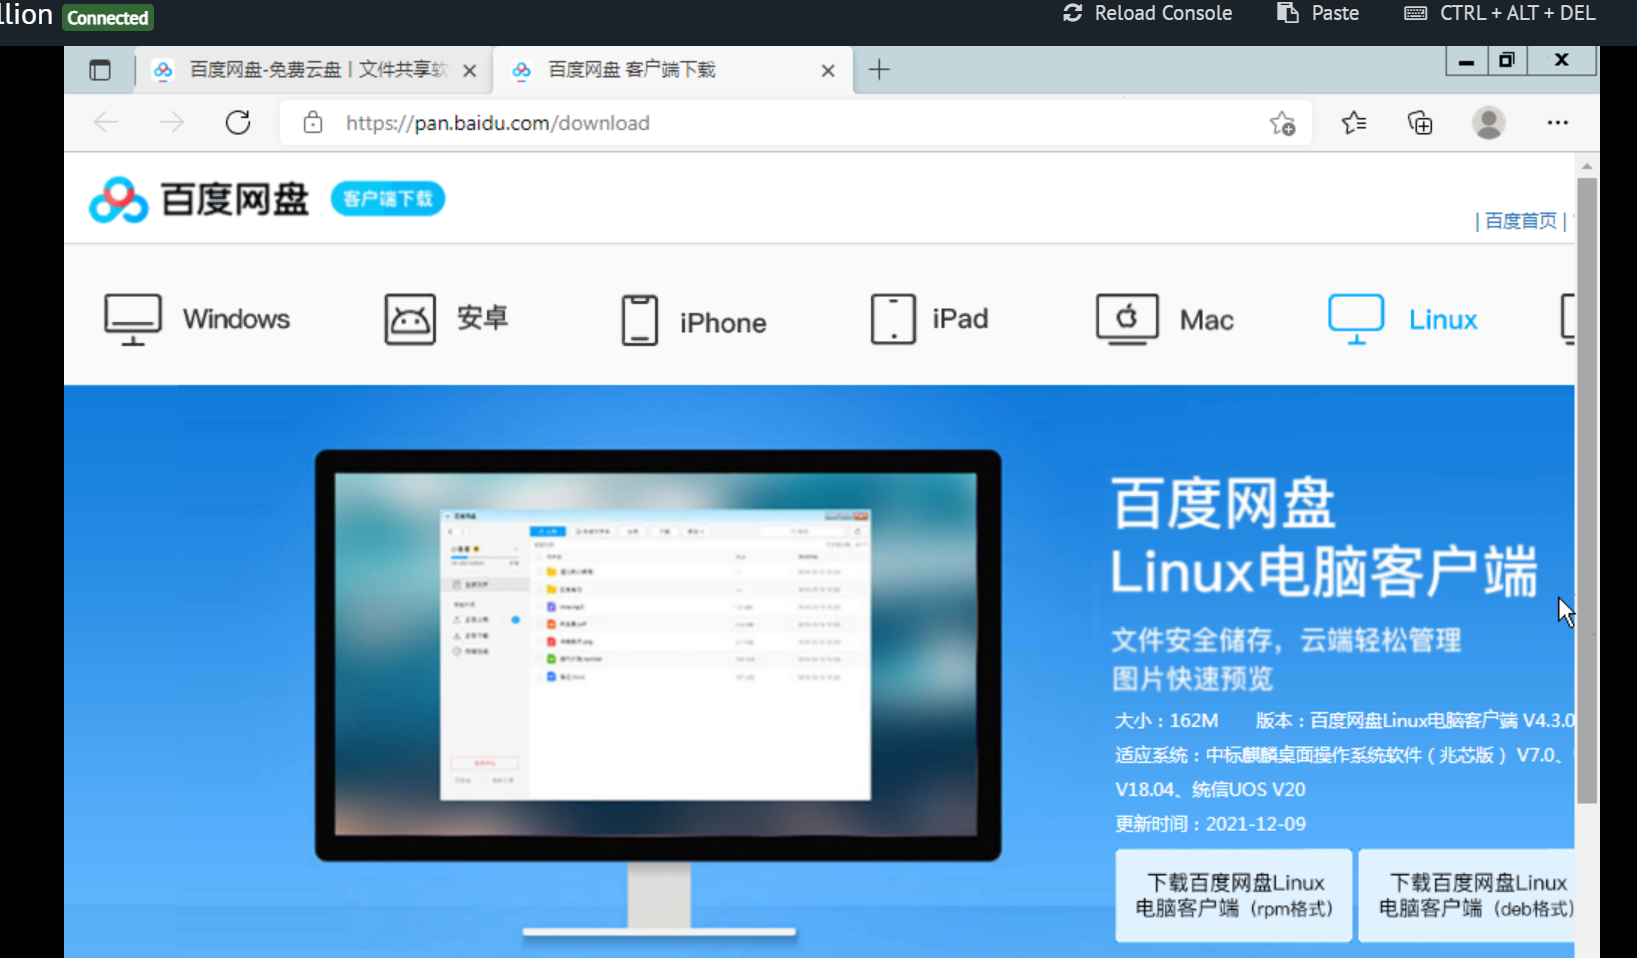 llion Connected
Reload Console Paste CTRL + ALT + DEL
百度网盘-免费云盘丨文件共享软
百度网盘 客户端下载
https://pan.baidu.com/download
百度网盘 客户端下载
| 百度首页 |
Windows 安卓 iPhone iPad Mac Linux
百度网盘
Linux电脑客户端
文件安全储存，云端轻松管理
图片快速预览
大小：162M 版本：百度网盘Linux电脑客户端 V4.3.0
适应系统：中标麒麟桌面操作系统软件（兆芯版） V7.0、
V18.04、统信UOS V20
更新时间：2021-12-09
下载百度网盘Linux
电脑客户端（rpm格式）
下载百度网盘Linux
电脑客户端（deb格式）